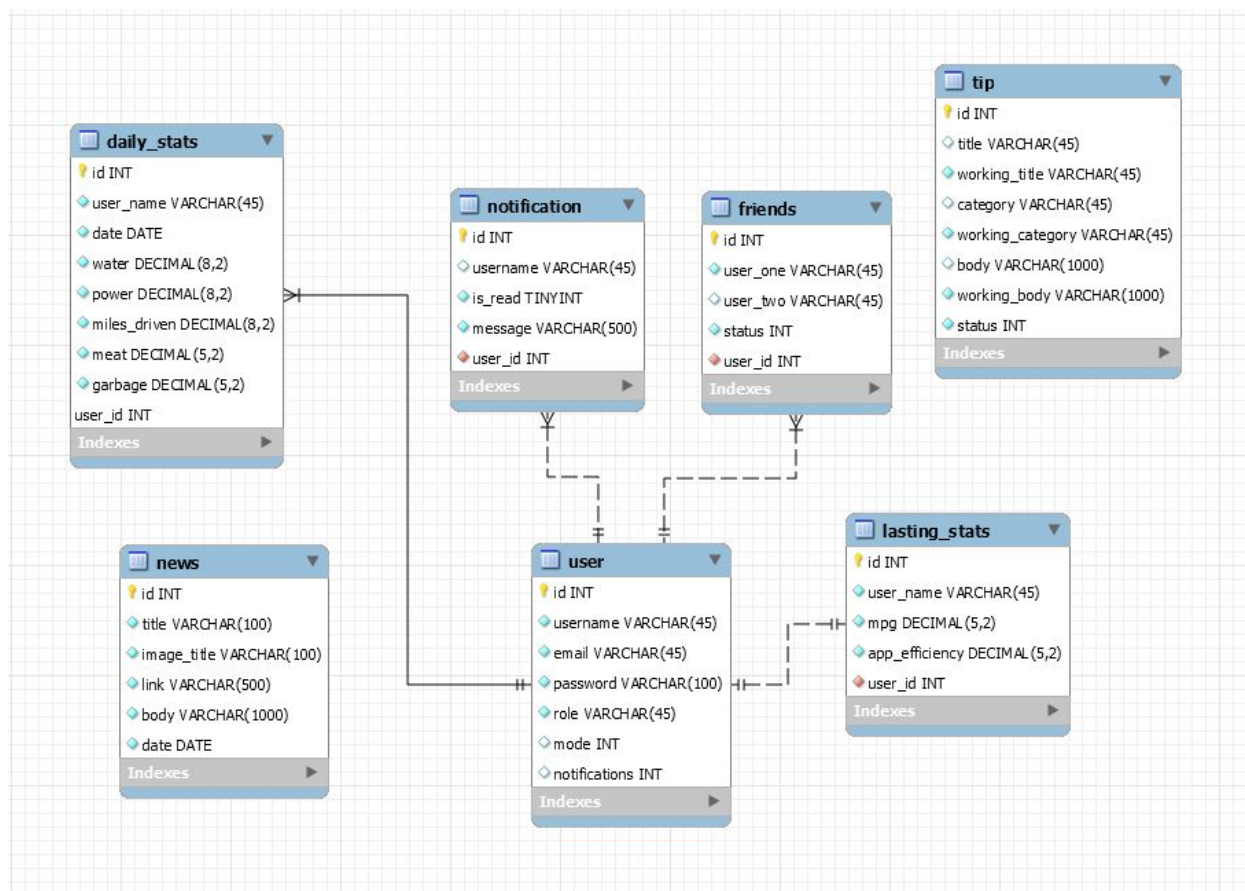 daily_stats
id INT
user_name VARCHAR(45)
date DATE
water DECIMAL(8,2)
power DECIMAL(8,2)
miles_driven DECIMAL(8,2)
meat DECIMAL(5,2)
garbage DECIMAL(5,2)
user_id INT
Indexes
notification
id INT
username VARCHAR(45)
is_read TINYINT
message VARCHAR(500)
user_id INT
Indexes
friends
id INT
user_one VARCHAR(45)
user_two VARCHAR(45)
status INT
user_id INT
Indexes
tip
id INT
title VARCHAR(45)
working_title VARCHAR(45)
category VARCHAR(45)
working_category VARCHAR(45)
body VARCHAR(1000)
working_body VARCHAR(1000)
status INT
Indexes
news
id INT
title VARCHAR(100)
image_title VARCHAR(100)
link VARCHAR(500)
body VARCHAR(1000)
date DATE
Indexes
user
id INT
username VARCHAR(45)
email VARCHAR(45)
password VARCHAR(100)
role VARCHAR(45)
mode INT
notifications INT
Indexes
lasting_stats
id INT
user_name VARCHAR(45)
mpg DECIMAL(5,2)
app_efficiency DECIMAL(5,2)
user_id INT
Indexes